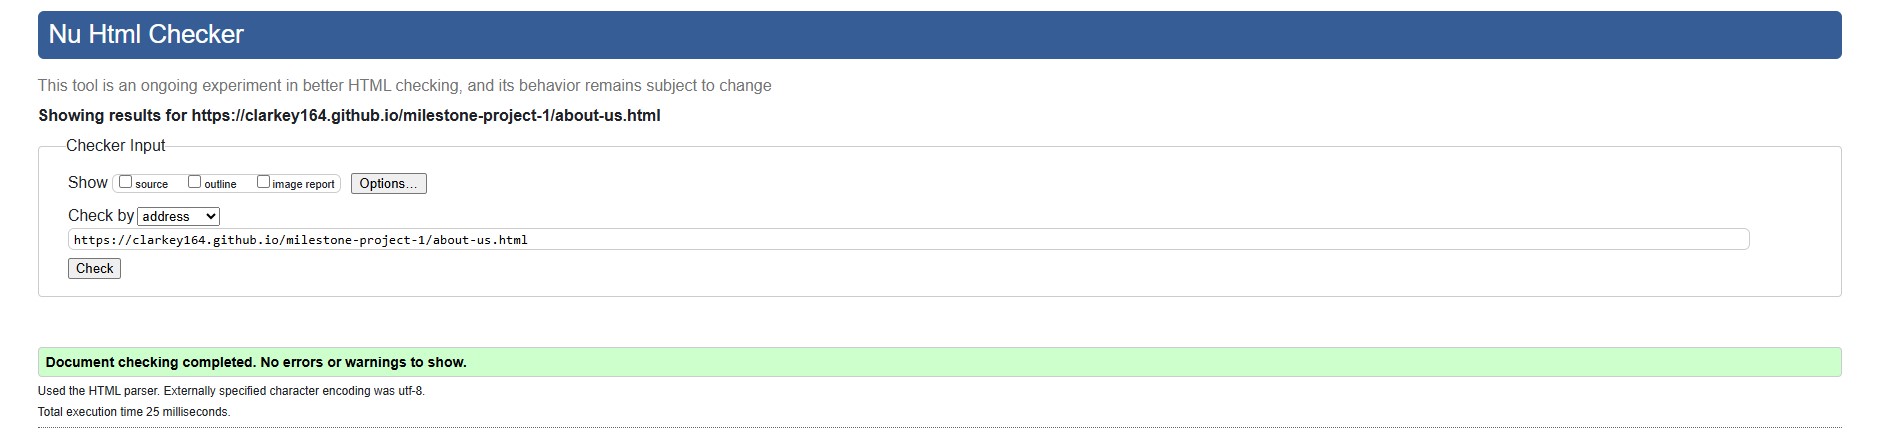 Nu Html Checker
This tool is an ongoing experiment in better HTML checking, and its behavior remains subject to change
Showing results for https://clarkey164.github.io/milestone-project-1/about-us.html
Checker Input
Show source outline image report Options...
Check by address
https://clarkey164.github.io/milestone-project-1/about-us.html
Check
Document checking completed. No errors or warnings to show.
Used the HTML parser. Externally specified character encoding was utf-8.
Total execution time 25 milliseconds.